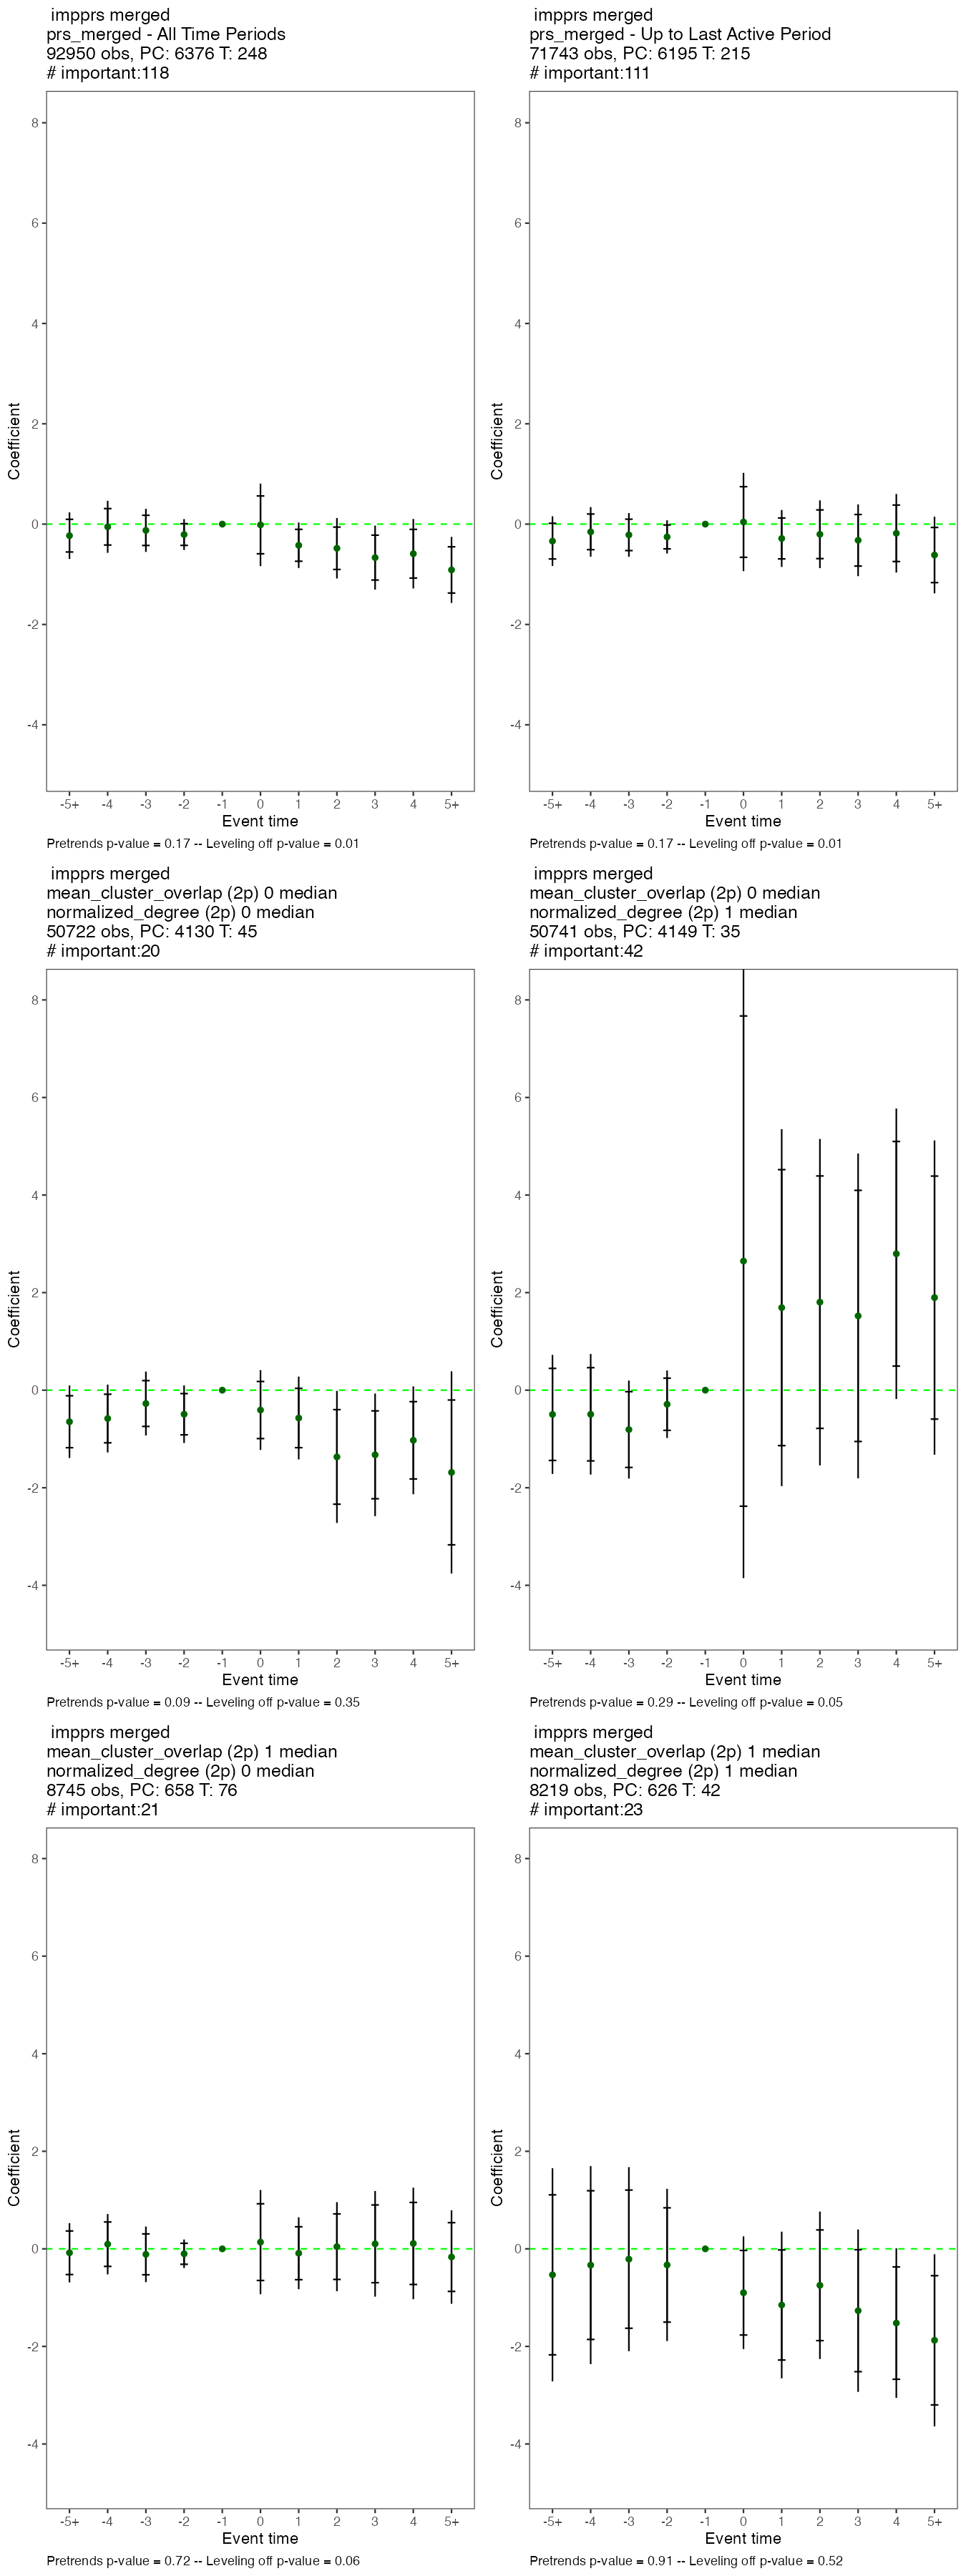 impprs merged
prs_merged - All Time Periods
92950 obs, PC: 6376 T: 248
# important:118
8
6
4
2
0
-2
-4
Coefficient
-5+ -4 -3 -2 -1 0 1 2 3 4 5+
Event time
Pretrends p-value = 0.17 -- Leveling off p-value = 0.01
impprs merged
prs_merged - Up to Last Active Period
71743 obs, PC: 6195 T: 215
# important:111
8
6
4
2
0
-2
-4
Coefficient
-5+ -4 -3 -2 -1 0 1 2 3 4 5+
Event time
Pretrends p-value = 0.17 -- Leveling off p-value = 0.01
impprs merged
mean_cluster_overlap (2p) 0 median
normalized_degree (2p) 0 median
50722 obs, PC: 4130 T: 45
# important:20
8
6
4
2
0
-2
-4
Coefficient
-5+ -4 -3 -2 -1 0 1 2 3 4 5+
Event time
Pretrends p-value = 0.09 -- Leveling off p-value = 0.35
impprs merged
mean_cluster_overlap (2p) 0 median
normalized_degree (2p) 1 median
50741 obs, PC: 4149 T: 35
# important:42
8
6
4
2
0
-2
-4
Coefficient
-5+ -4 -3 -2 -1 0 1 2 3 4 5+
Event time
Pretrends p-value = 0.29 -- Leveling off p-value = 0.05
impprs merged
mean_cluster_overlap (2p) 1 median
normalized_degree (2p) 0 median
8745 obs, PC: 658 T: 76
# important:21
8
6
4
2
0
-2
-4
Coefficient
-5+ -4 -3 -2 -1 0 1 2 3 4 5+
Event time
Pretrends p-value = 0.72 -- Leveling off p-value = 0.06
impprs merged
mean_cluster_overlap (2p) 1 median
normalized_degree (2p) 1 median
8219 obs, PC: 626 T: 42
# important:23
8
6
4
2
0
-2
-4
Coefficient
-5+ -4 -3 -2 -1 0 1 2 3 4 5+
Event time
Pretrends p-value = 0.91 -- Leveling off p-value = 0.52